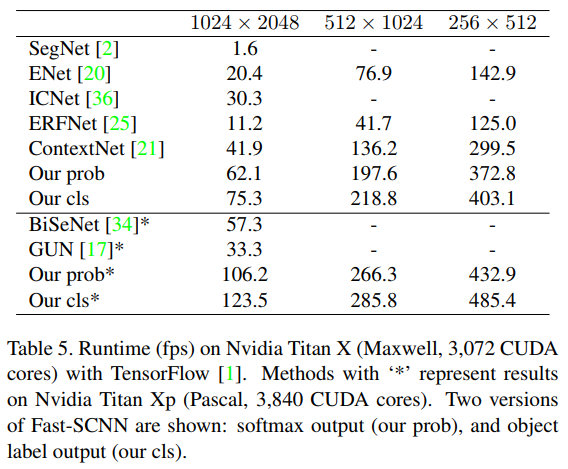 1024 × 2048 512 × 1024 256 × 512
SegNet [2] 1.6 - -
ENet [20] 20.4 76.9 142.9
ICNet [36] 30.3 - -
ERFNet [25] 11.2 41.7 125.0
ContextNet [21] 41.9 136.2 299.5
Our prob 62.1 197.6 372.8
Our cls 75.3 218.8 403.1
BiSeNet [34]* 57.3 - -
GUN [17]* 33.3 - -
Our prob* 106.2 266.3 432.9
Our cls* 123.5 285.8 485.4
Table 5. Runtime (fps) on Nvidia Titan X (Maxwell, 3,072 CUDA
cores) with TensorFlow [1]. Methods with ‘*’ represent results
on Nvidia Titan Xp (Pascal, 3,840 CUDA cores). Two versions
of Fast-SCNN are shown: softmax output (our prob), and object
label output (our cls).